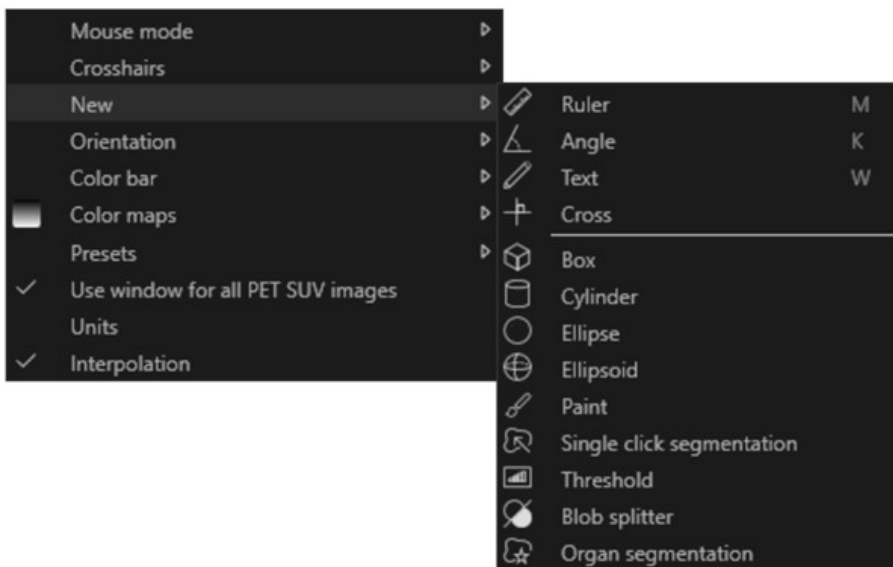 Mouse mode
Crosshairs
New
Orientation
Color bar
Color maps
Presets
Use window for all PET SUV images
Units
Interpolation
Ruler M
Angle K
Text W
Cross
Box
Cylinder
Ellipse
Ellipsoid
Paint
Single click segmentation
Threshold
Blob splitter
Organ segmentation